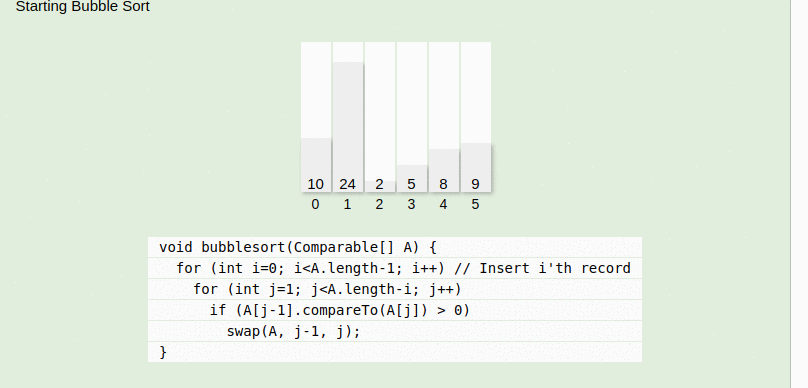 Starting Bubble Sort
10 24 2 5 8 9
0 1 2 3 4 5
void bubblesort(Comparable[] A) {
  for (int i=0; i<A.length-1; i++) // Insert i'th record
    for (int j=1; j<A.length-i; j++)
      if (A[j-1].compareTo(A[j]) > 0)
        swap(A, j-1, j);
}